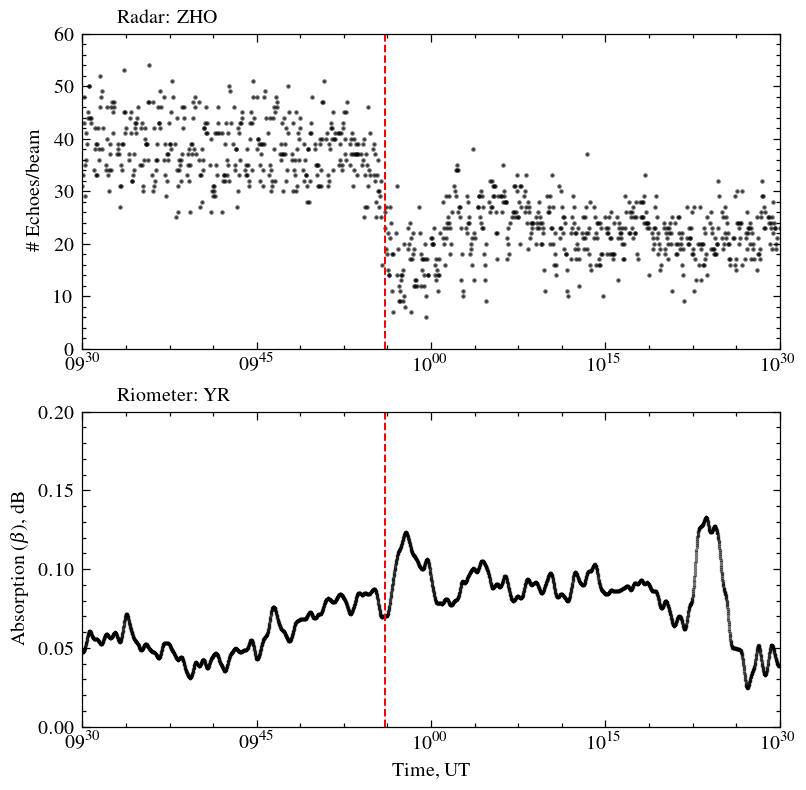 Radar: ZHO
60
50
40
30
20
10
0
# Echoes/beam
09^30 09^45 10^00 10^15 10^30
Riometer: YR
0.20
0.15
0.10
0.05
0.00
Absorption (β), dB
09^30 09^45 10^00 10^15 10^30
Time, UT